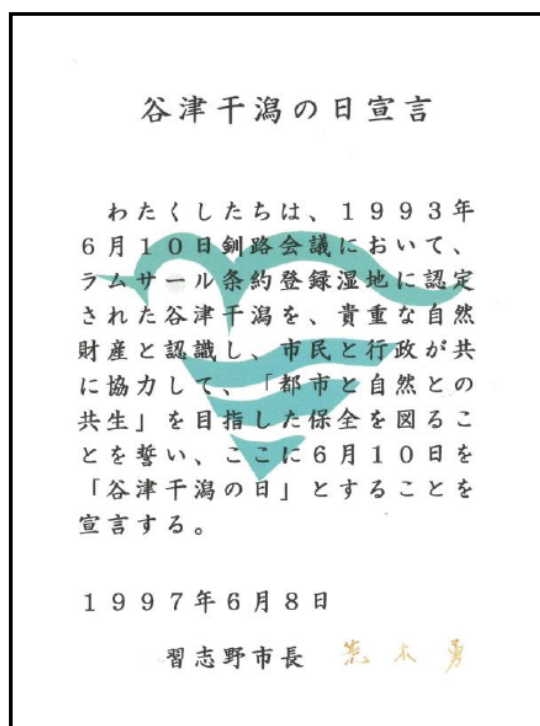 谷津干潟の日宣言
わたくしたちは、１９９３年
６月１０日釧路会議において、
ラムサール条約登録湿地に認定
された谷津干潟を、貴重な自然
財産と認識し、市民と行政が共
に協力して、「都市と自然との
共生」を目指した保全を図るこ
とを誓い、ここに６月１０日を
「谷津干潟の日」とすることを
宣言する。
１９９７年６月８日
習志野市長　荒木勇